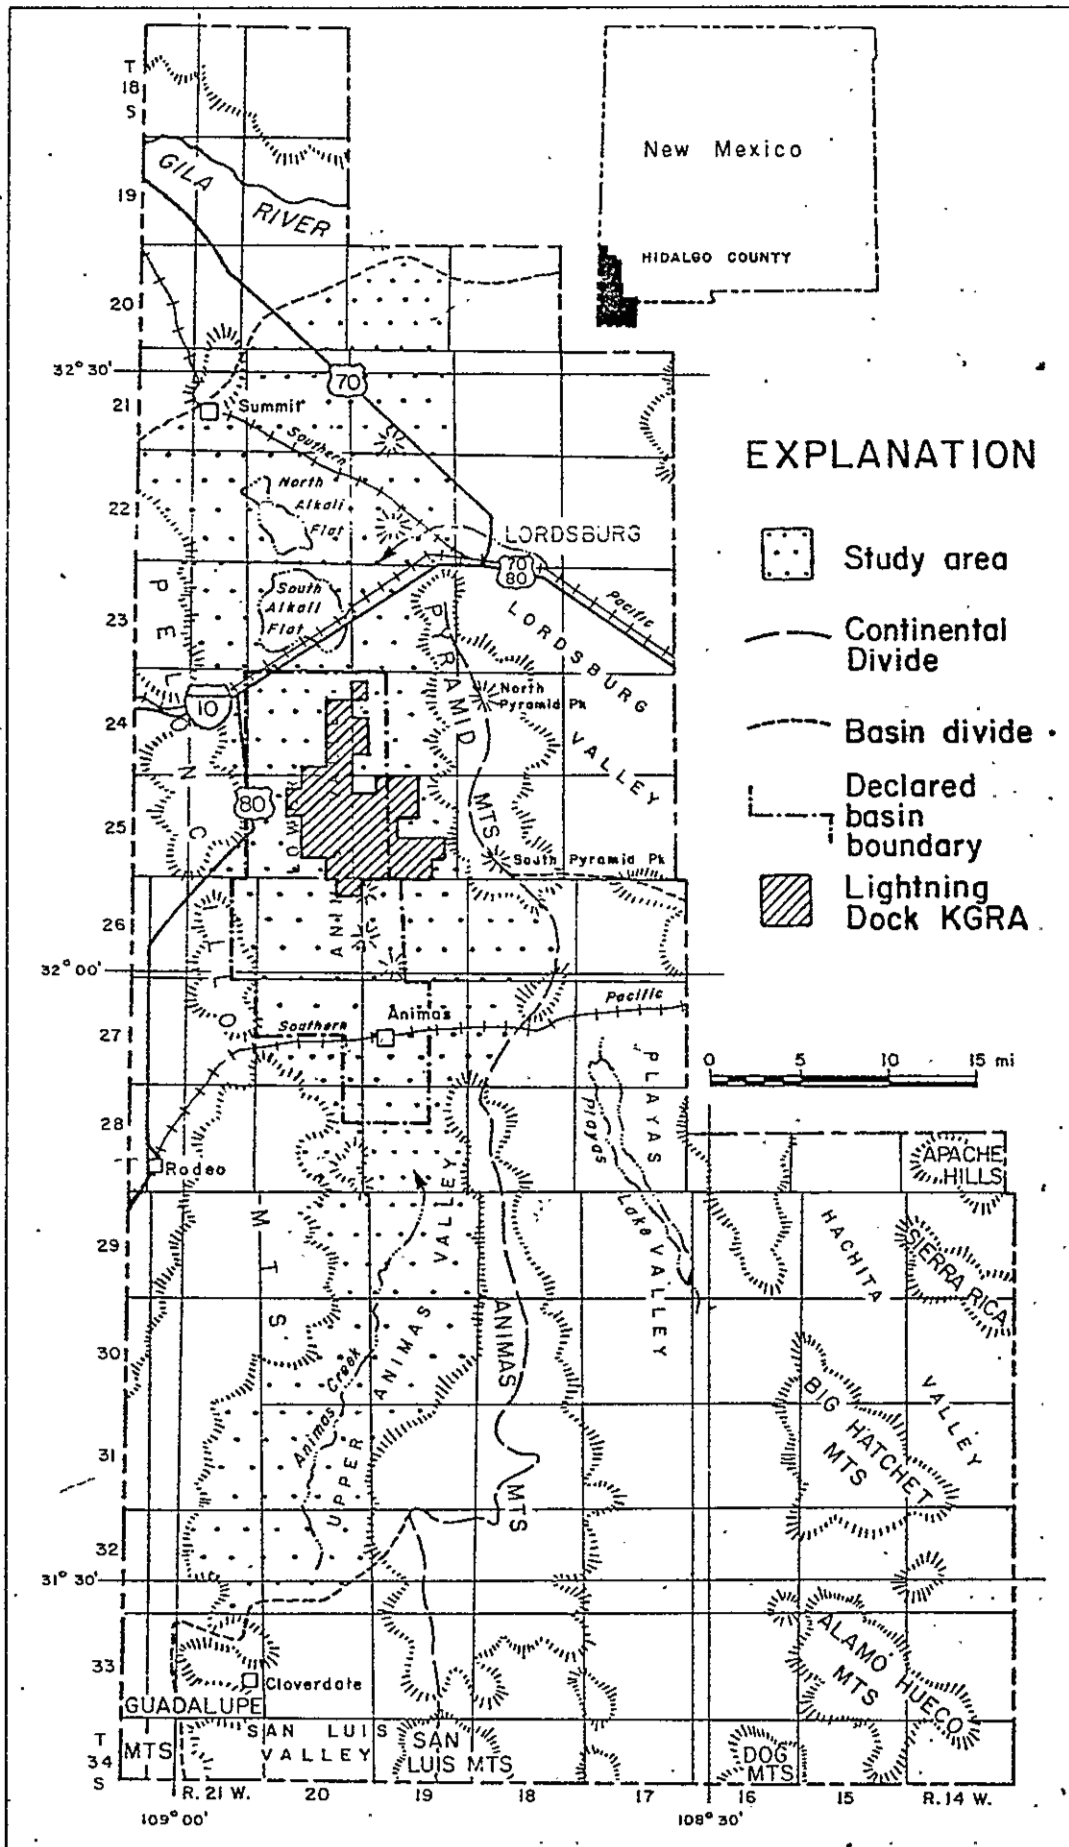 T
18
S
GILA
RIVER
19
20
32° 30'
21
70
Summit
Southern
North
Alkali
Flat
22
LORDSBURG
70
80
Pacific
South
Alkali
Flat
23
PELONCILLO
MTS
PYRAMID
MTS
LORDSBURG
VALLEY
North
Pyramid Pk
10
24
80
25
South Pyramid Pk
26
32° 00'
27
Southern
Animas
Pacific
28
Rodeo
PLAYAS
VALLEY
Playas
Lake
APACHE
HILLS
29
HACHITA
VALLEY
SIERRA RICA
30
UPPER
ANIMAS
VALLEY
Animas Creek
ANIMAS
MTS
BIG HATCHET
MTS
31
32
31° 30'
33
Cloverdale
GUADALUPE
MTS
ALAMO HUECO
MTS
T
34
S
SAN LUIS
VALLEY
SAN
LUIS MTS
DOG
MTS
R. 21 W.
20
19
18
17
16
15
R. 14 W.
109° 00'
108° 30'
New Mexico
HIDALGO COUNTY
EXPLANATION
Study area
Continental
Divide
Basin divide
Declared
basin
boundary
Lightning
Dock KGRA
0
5
10
15 mi